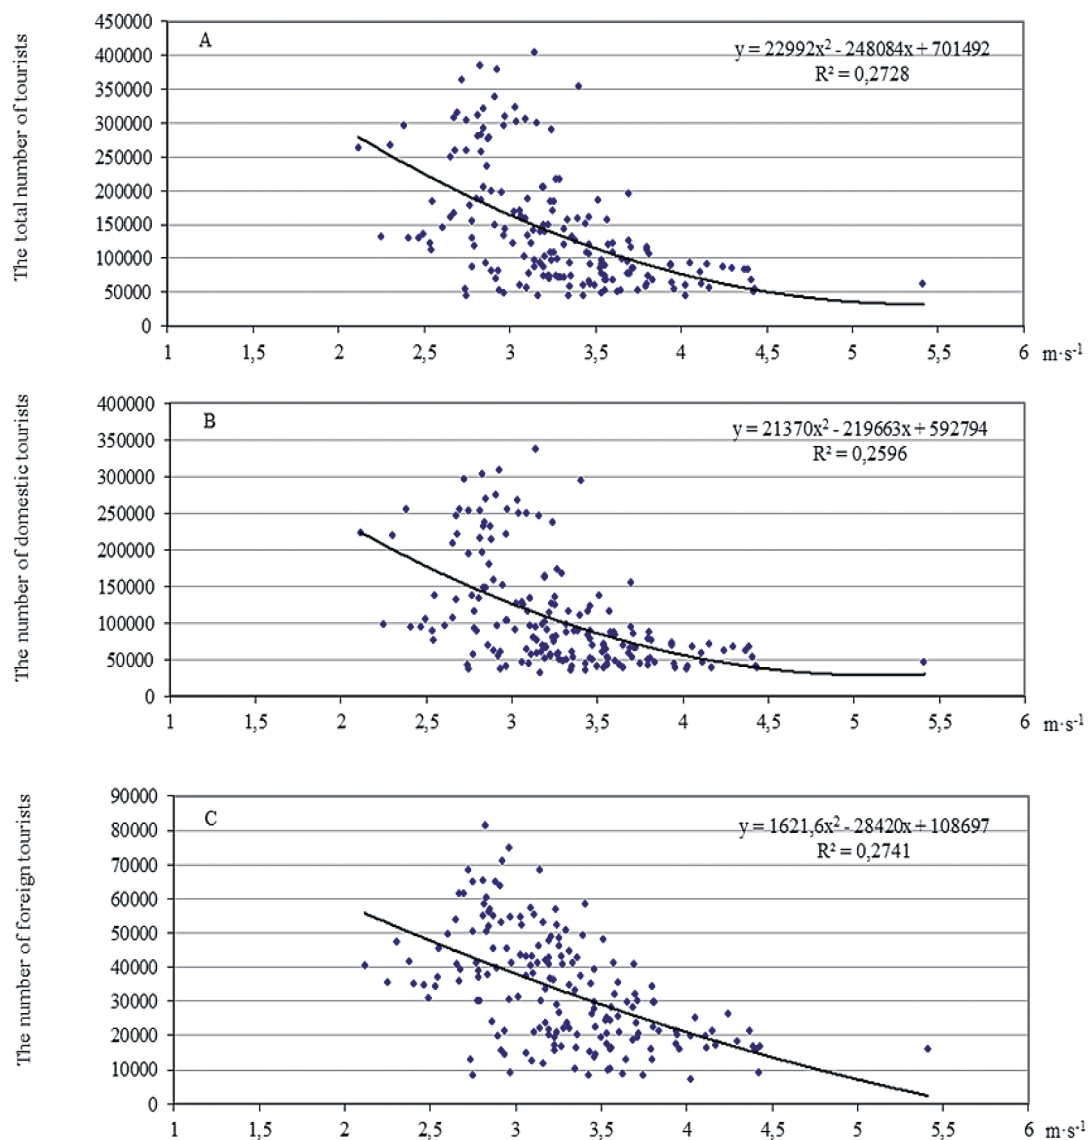 The total number of tourists
A
y = 22992x² - 248084x + 701492
R² = 0,2728
450000
400000
350000
300000
250000
200000
150000
100000
50000
0
1 1,5 2 2,5 3 3,5 4 4,5 5 5,5 6 m·s⁻¹
The number of domestic tourists
B
y = 21370x² - 219663x + 592794
R² = 0,2596
400000
350000
300000
250000
200000
150000
100000
50000
0
1 1,5 2 2,5 3 3,5 4 4,5 5 5,5 6 m·s⁻¹
The number of foreign tourists
C
y = 1621,6x² - 28420x + 108697
R² = 0,2741
90000
80000
70000
60000
50000
40000
30000
20000
10000
0
1 1,5 2 2,5 3 3,5 4 4,5 5 5,5 6 m·s⁻¹